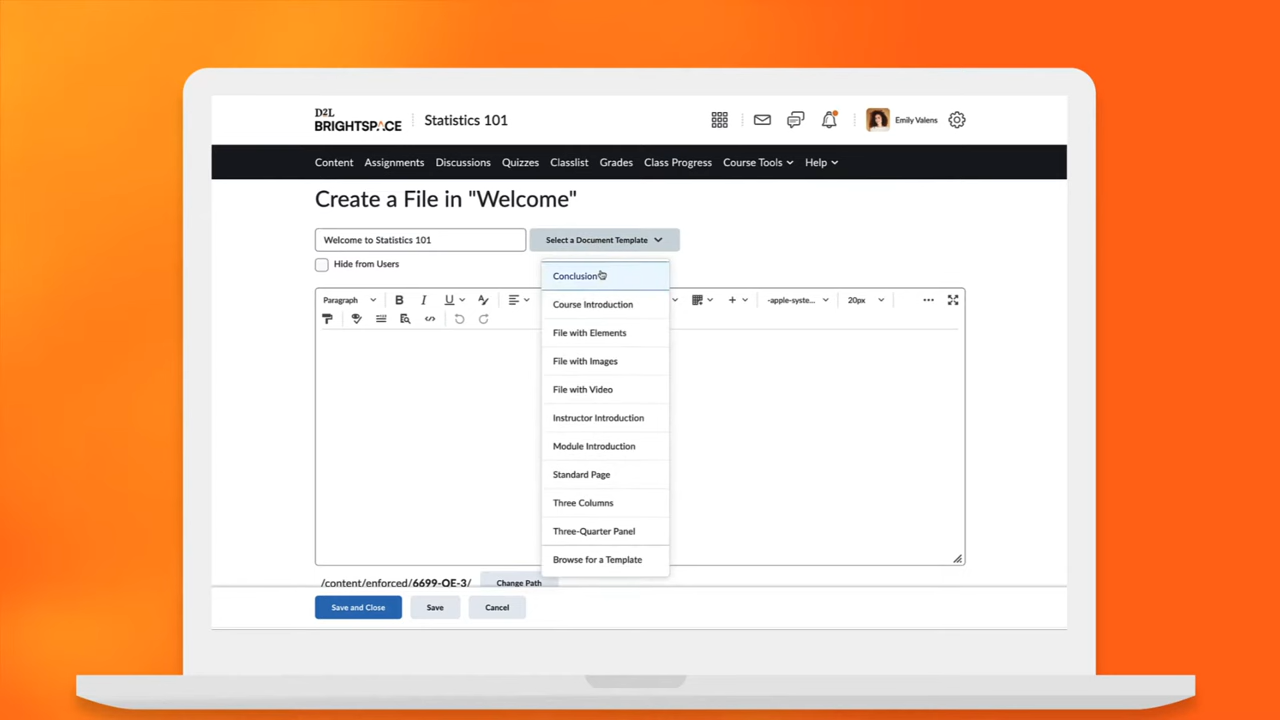 D2L
BRIGHTSPACE
Statistics 101
Emily Valens
Content Assignments Discussions Quizzes Classlist Grades Class Progress Course Tools Help
Create a File in "Welcome"
Welcome to Statistics 101
Select a Document Template
Hide from Users
Paragraph B I U -apple-syste... 20px
Conclusion
Course Introduction
File with Elements
File with Images
File with Video
Instructor Introduction
Module Introduction
Standard Page
Three Columns
Three-Quarter Panel
Browse for a Template
/content/enforced/6699-QE-3/ Change Path
Save and Close Save Cancel